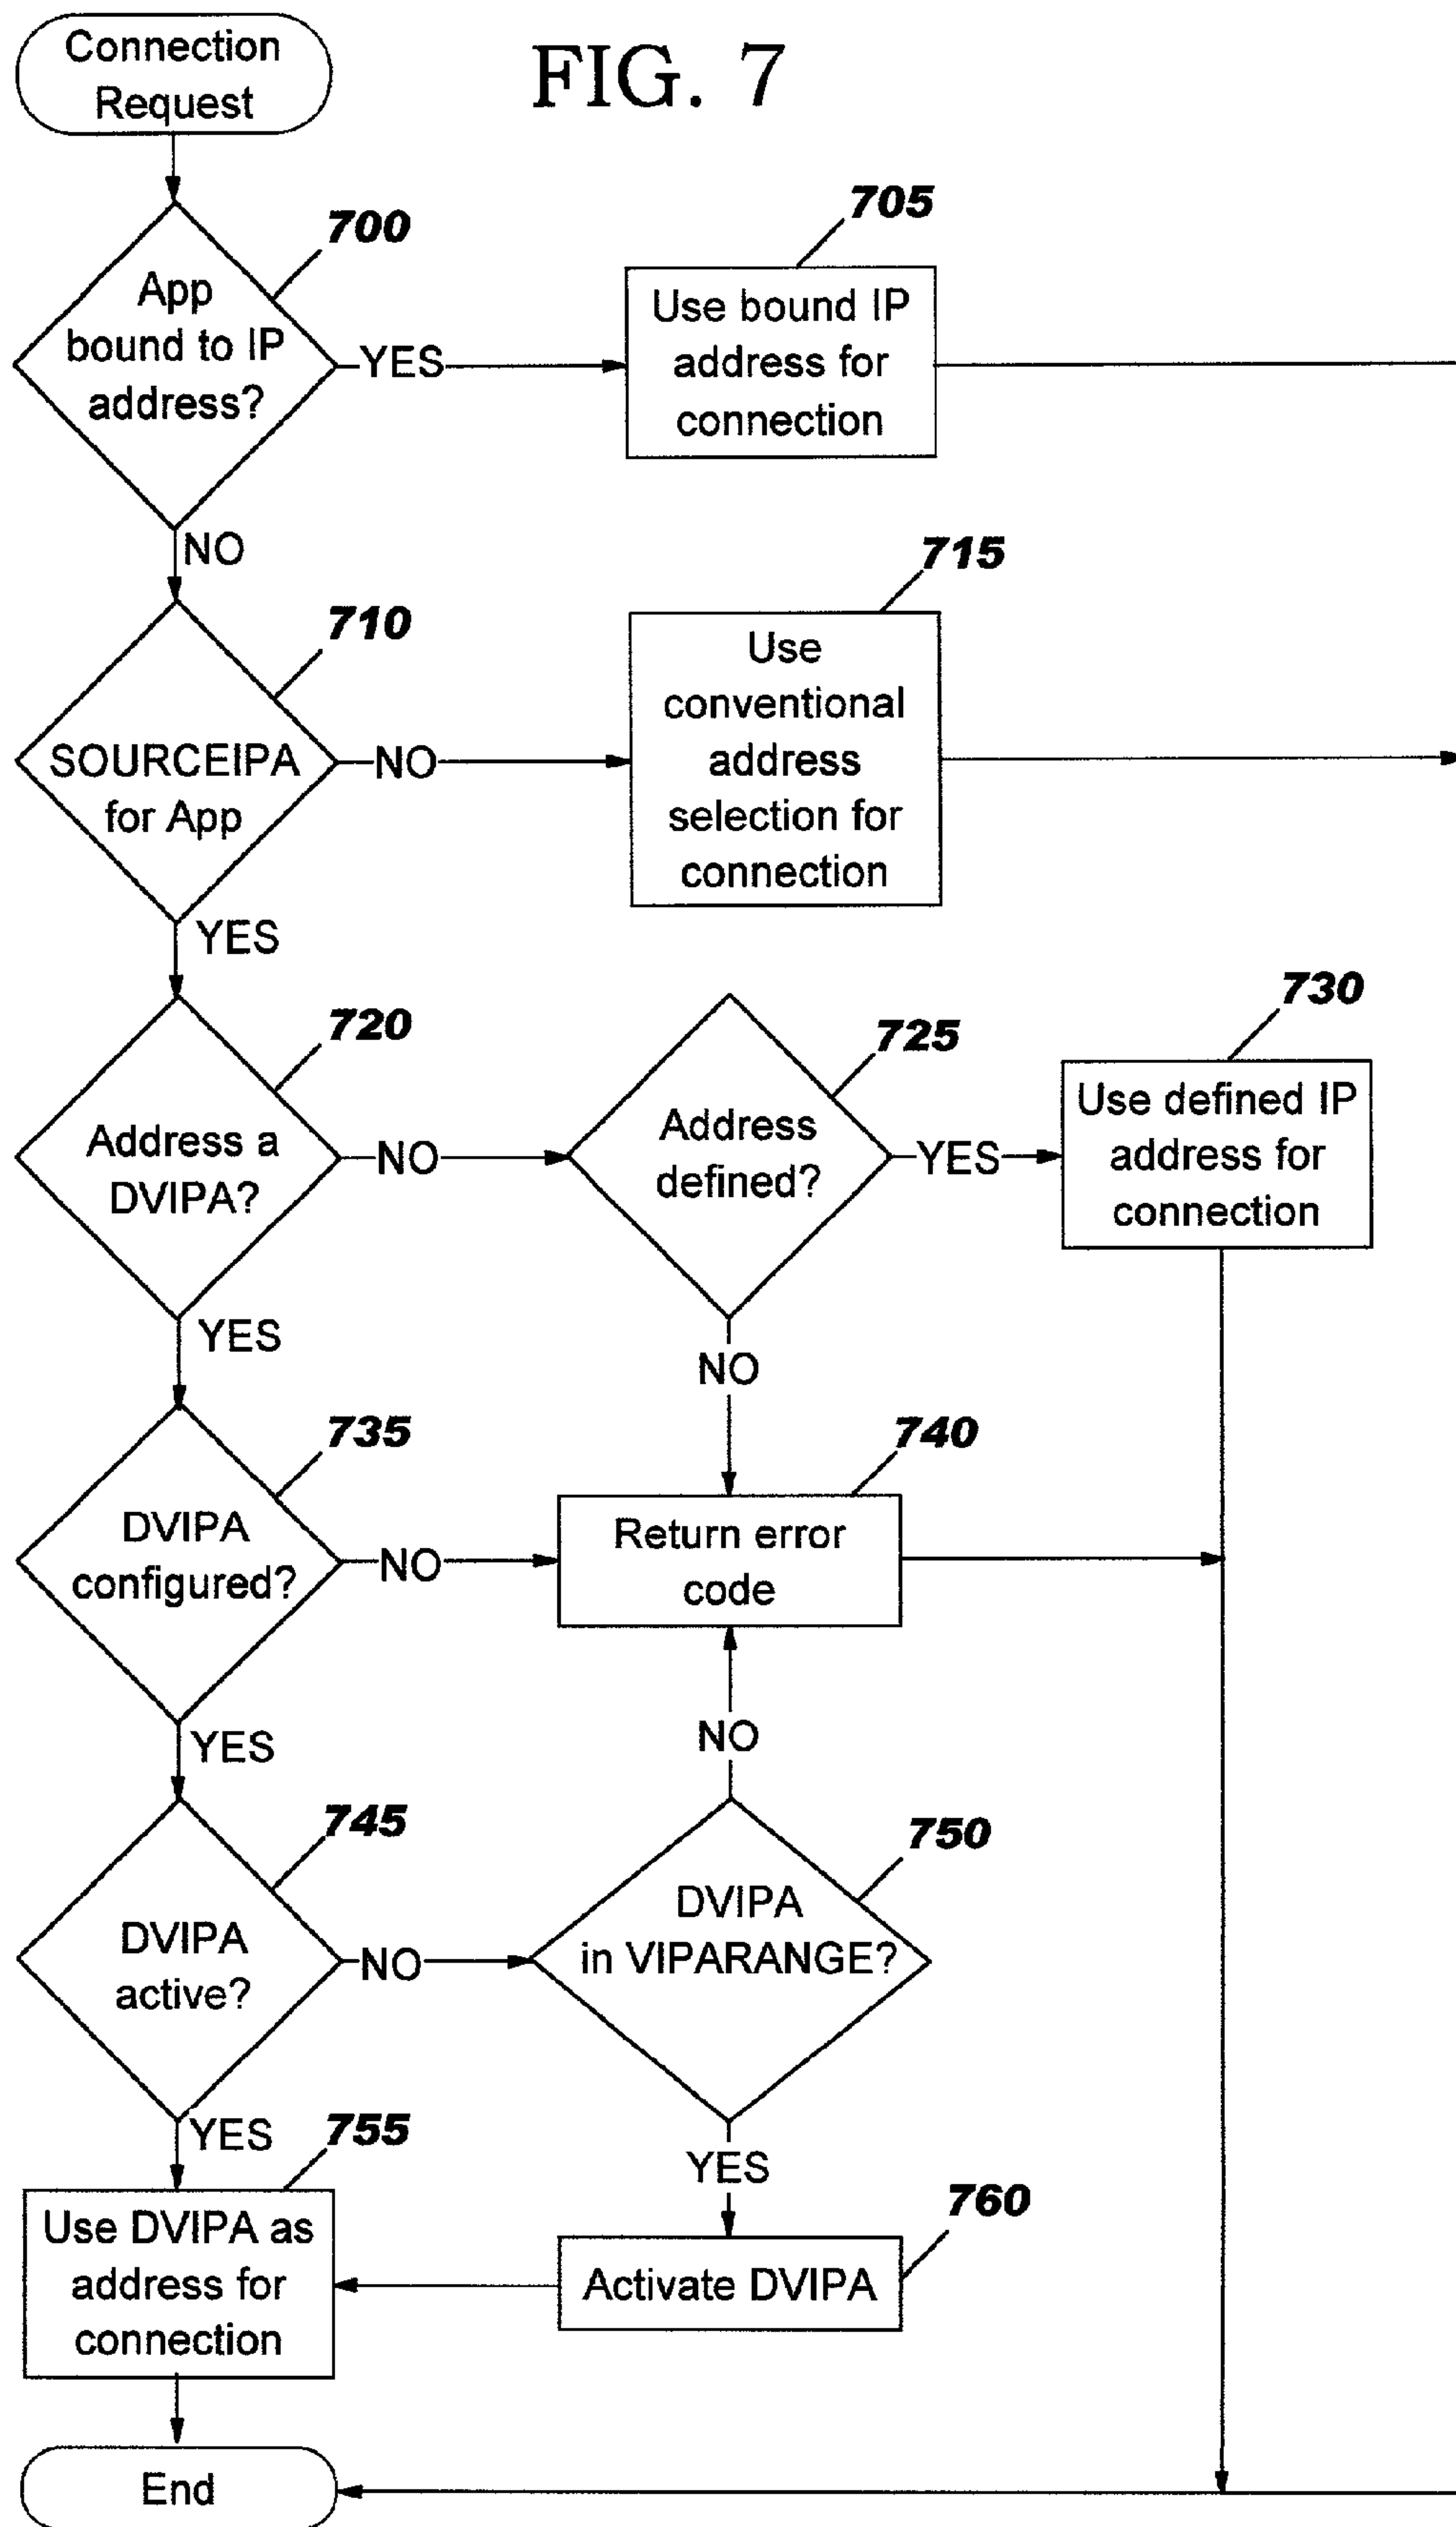 Connection
Request
FIG. 7
700
App
bound to IP
address?
YES
705
Use bound IP
address for
connection
NO
710
SOURCEIPA
for App
NO
715
Use
conventional
address
selection for
connection
YES
720
Address a
DVIPA?
NO
725
Address
defined?
YES
730
Use defined IP
address for
connection
YES
NO
735
DVIPA
configured?
NO
740
Return error
code
YES
NO
745
DVIPA
active?
NO
750
DVIPA
in VIPARANGE?
YES
YES
755
Use DVIPA as
address for
connection
760
Activate DVIPA
End